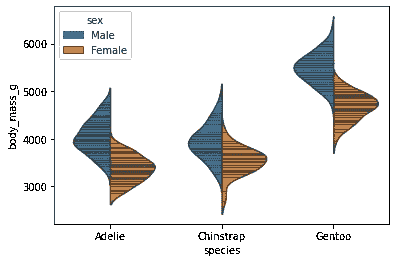 sex
Male
Female
6000
5000
4000
3000
body_mass_g
Adelie
Chinstrap
Gentoo
species